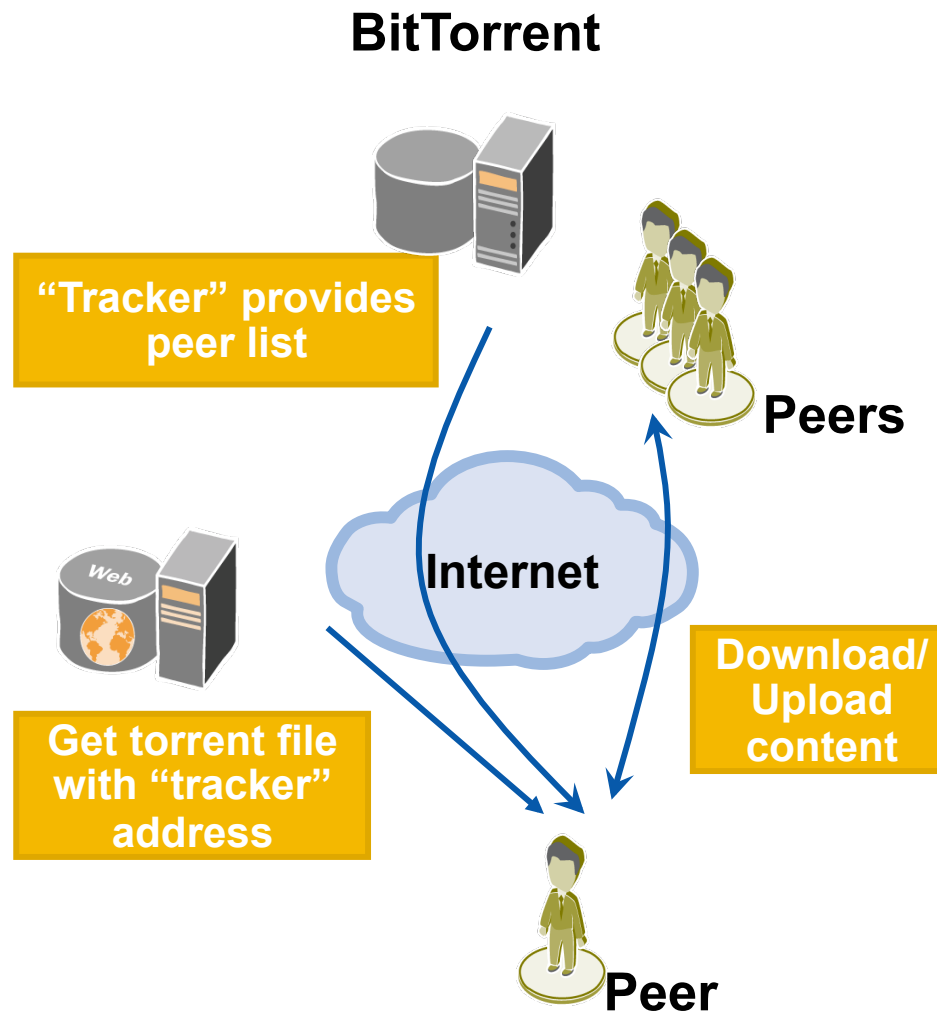 BitTorrent
“Tracker” provides
peer list
Peers
Internet
Web
Download/
Upload
content
Get torrent file
with “tracker”
address
Peer